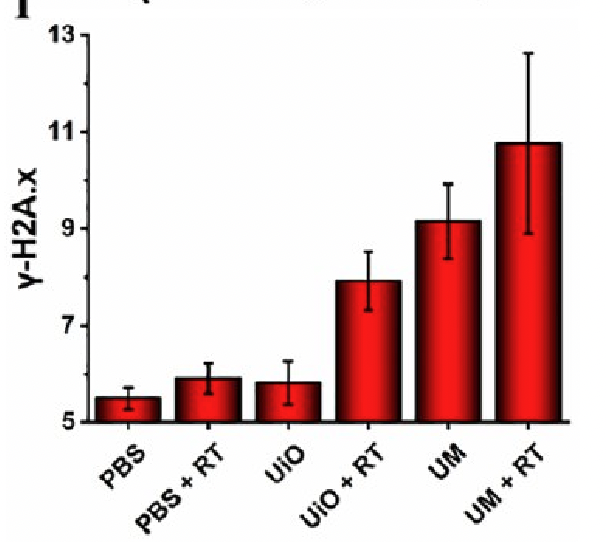 13
11
9
7
5
γ-H2A.x
PBS
PBS + RT
UiO
UiO + RT
UM
UM + RT